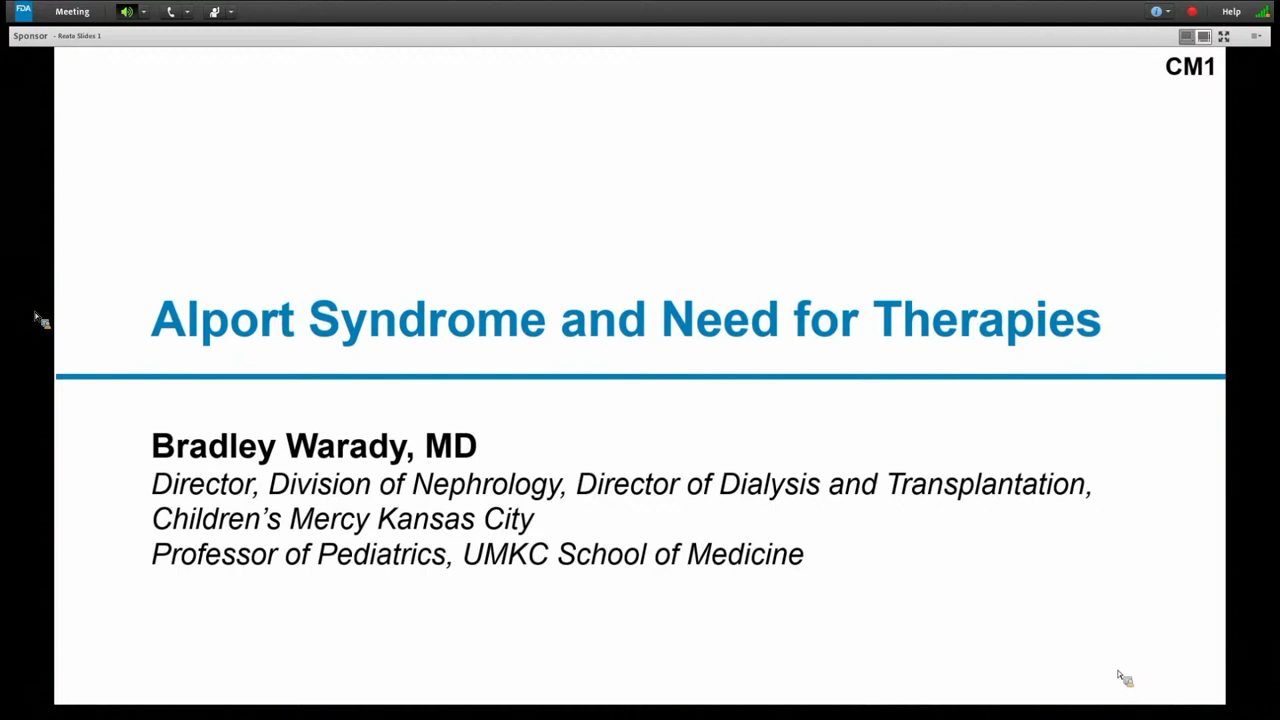 FDA
Meeting
Help
Sponsor - Reata Slides 1
CM1
Alport Syndrome and Need for Therapies
Bradley Warady, MD
Director, Division of Nephrology, Director of Dialysis and Transplantation,
Children’s Mercy Kansas City
Professor of Pediatrics, UMKC School of Medicine